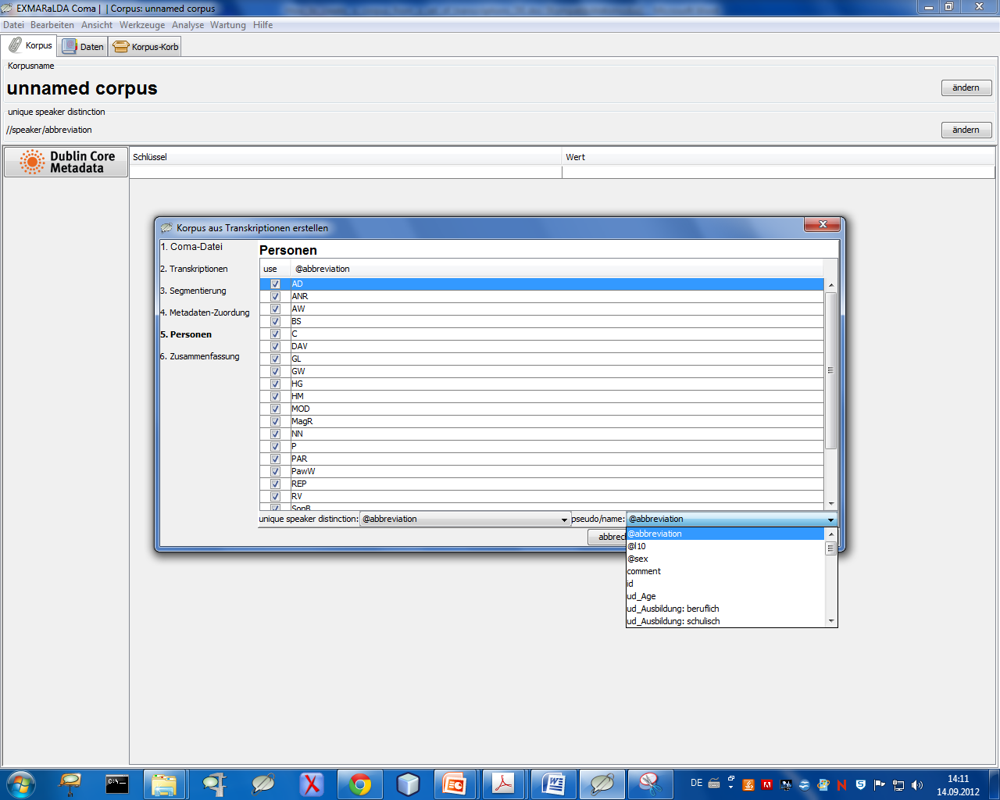 EXMARaLDA Coma | | Corpus: unnamed corpus
Datei Bearbeiten Ansicht Werkzeuge Analyse Wartung Hilfe
Korpus Daten Korpus-Korb
Korpusname
unnamed corpus ändern
unique speaker distinction
//speaker/abbreviation ändern
Dublin Core
Metadata
Schlüssel Wert
Korpus aus Transkriptionen erstellen
1. Coma-Datei
2. Transkriptionen
3. Segmentierung
4. Metadaten-Zuordung
5. Personen
6. Zusammenfassung
Personen
use @abbreviation
AD
ANR
AW
BS
C
DAV
GL
GW
HG
HM
MOD
MagR
NN
P
PAR
PawW
REP
RV
SopB
unique speaker distinction: @abbreviation pseudo/name: @abbreviation
abbrec
@abbreviation
@l10
@sex
comment
id
ud_Age
ud_Ausbildung: beruflich
ud_Ausbildung: schulisch
C:\_
DE
14:11
14.09.2012